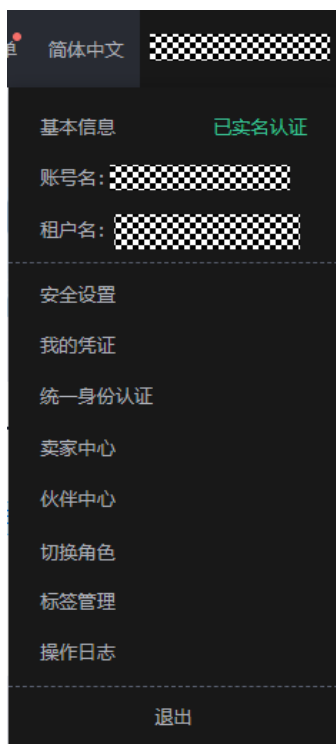 单 简体中文
基本信息 已实名认证
账号名:
租户名:
安全设置
我的凭证
统一身份认证
卖家中心
伙伴中心
切换角色
标签管理
操作日志
退出